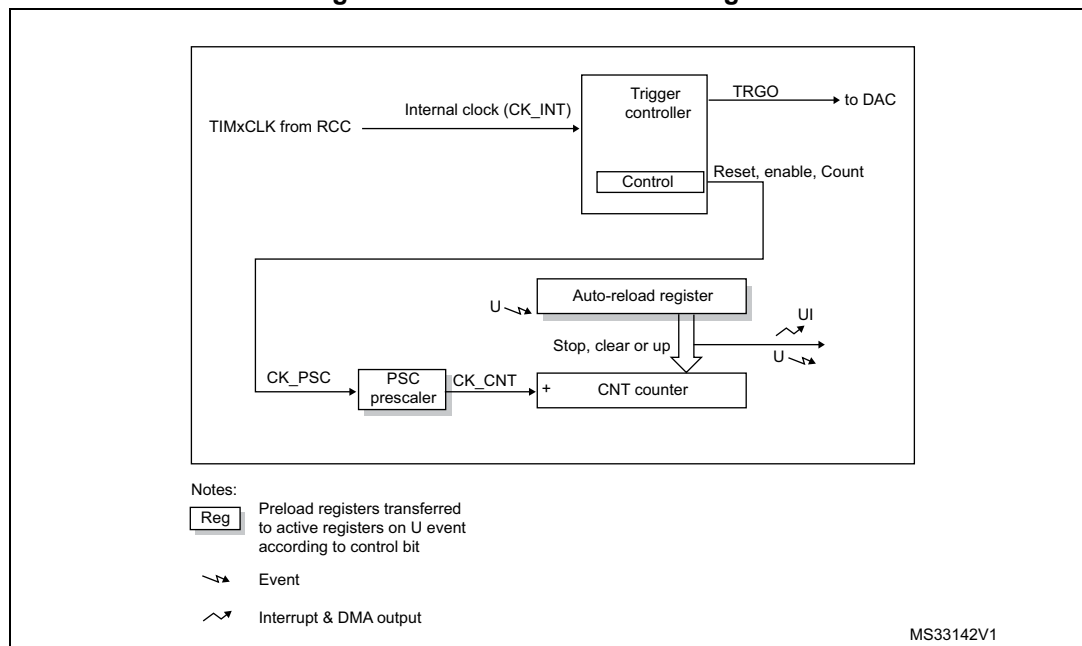 Trigger
controller
TRGO
to DAC
Internal clock (CK_INT)
TIMxCLK from RCC
Control
Reset, enable, Count
Auto-reload register
U
UI
Stop, clear or up
U
CK_PSC
PSC
prescaler
CK_CNT
+
CNT counter
Notes:
Reg
Preload registers transferred
to active registers on U event
according to control bit
Event
Interrupt & DMA output
MS33142V1